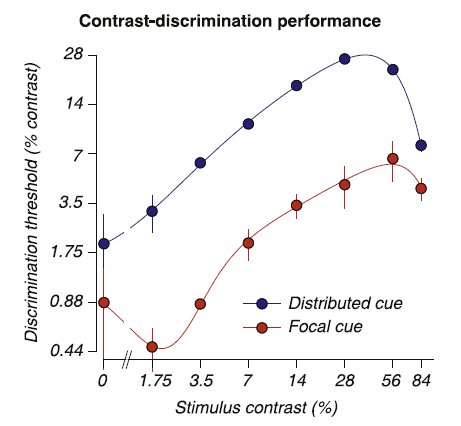 Contrast-discrimination performance
Discrimination threshold (% contrast)
28
14
7
3.5
1.75
0.88
0.44
Distributed cue
Focal cue
0 1.75 3.5 7 14 28 56 84
Stimulus contrast (%)